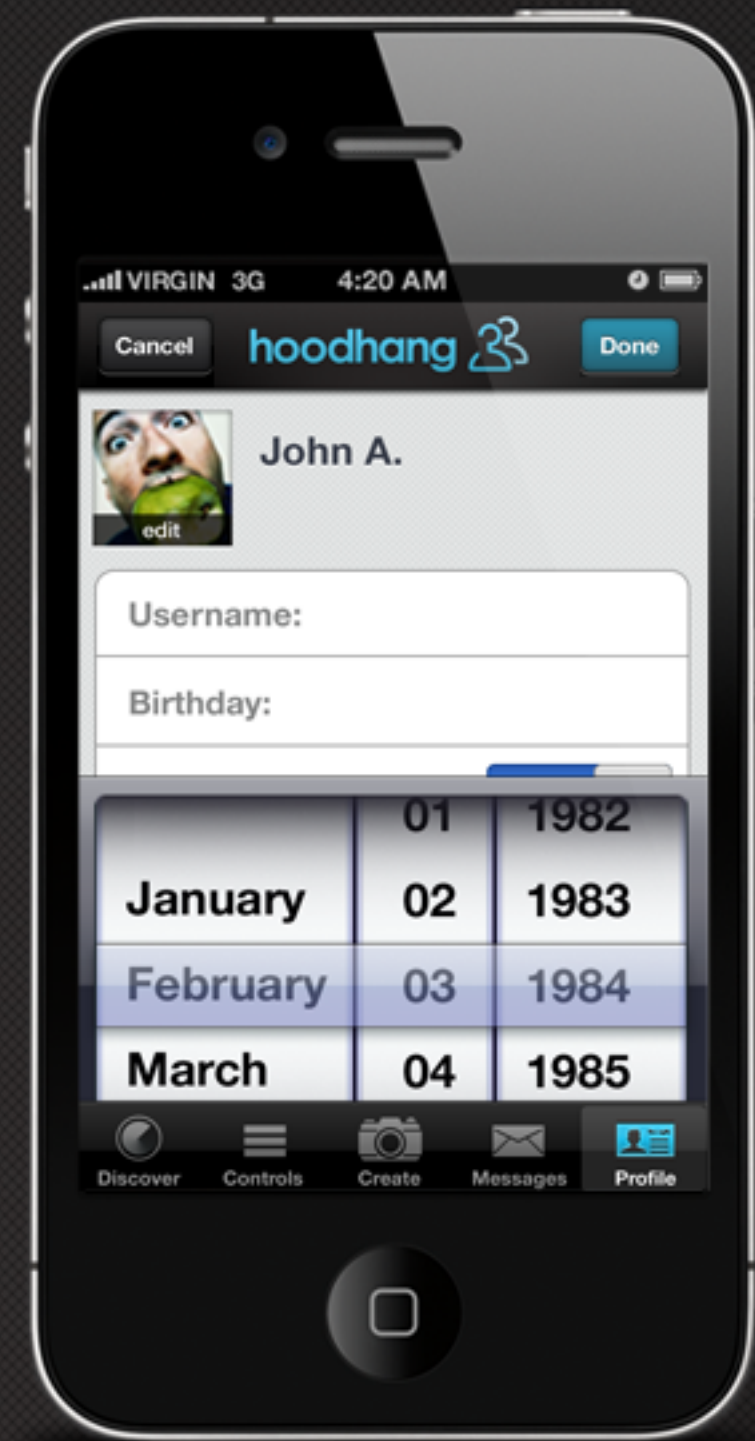 VIRGIN 3G 4:20 AM
Cancel hoodhang Done
John A.
edit
Username:
Birthday:
01 1982
January 02 1983
February 03 1984
March 04 1985
Discover Controls Create Messages Profile